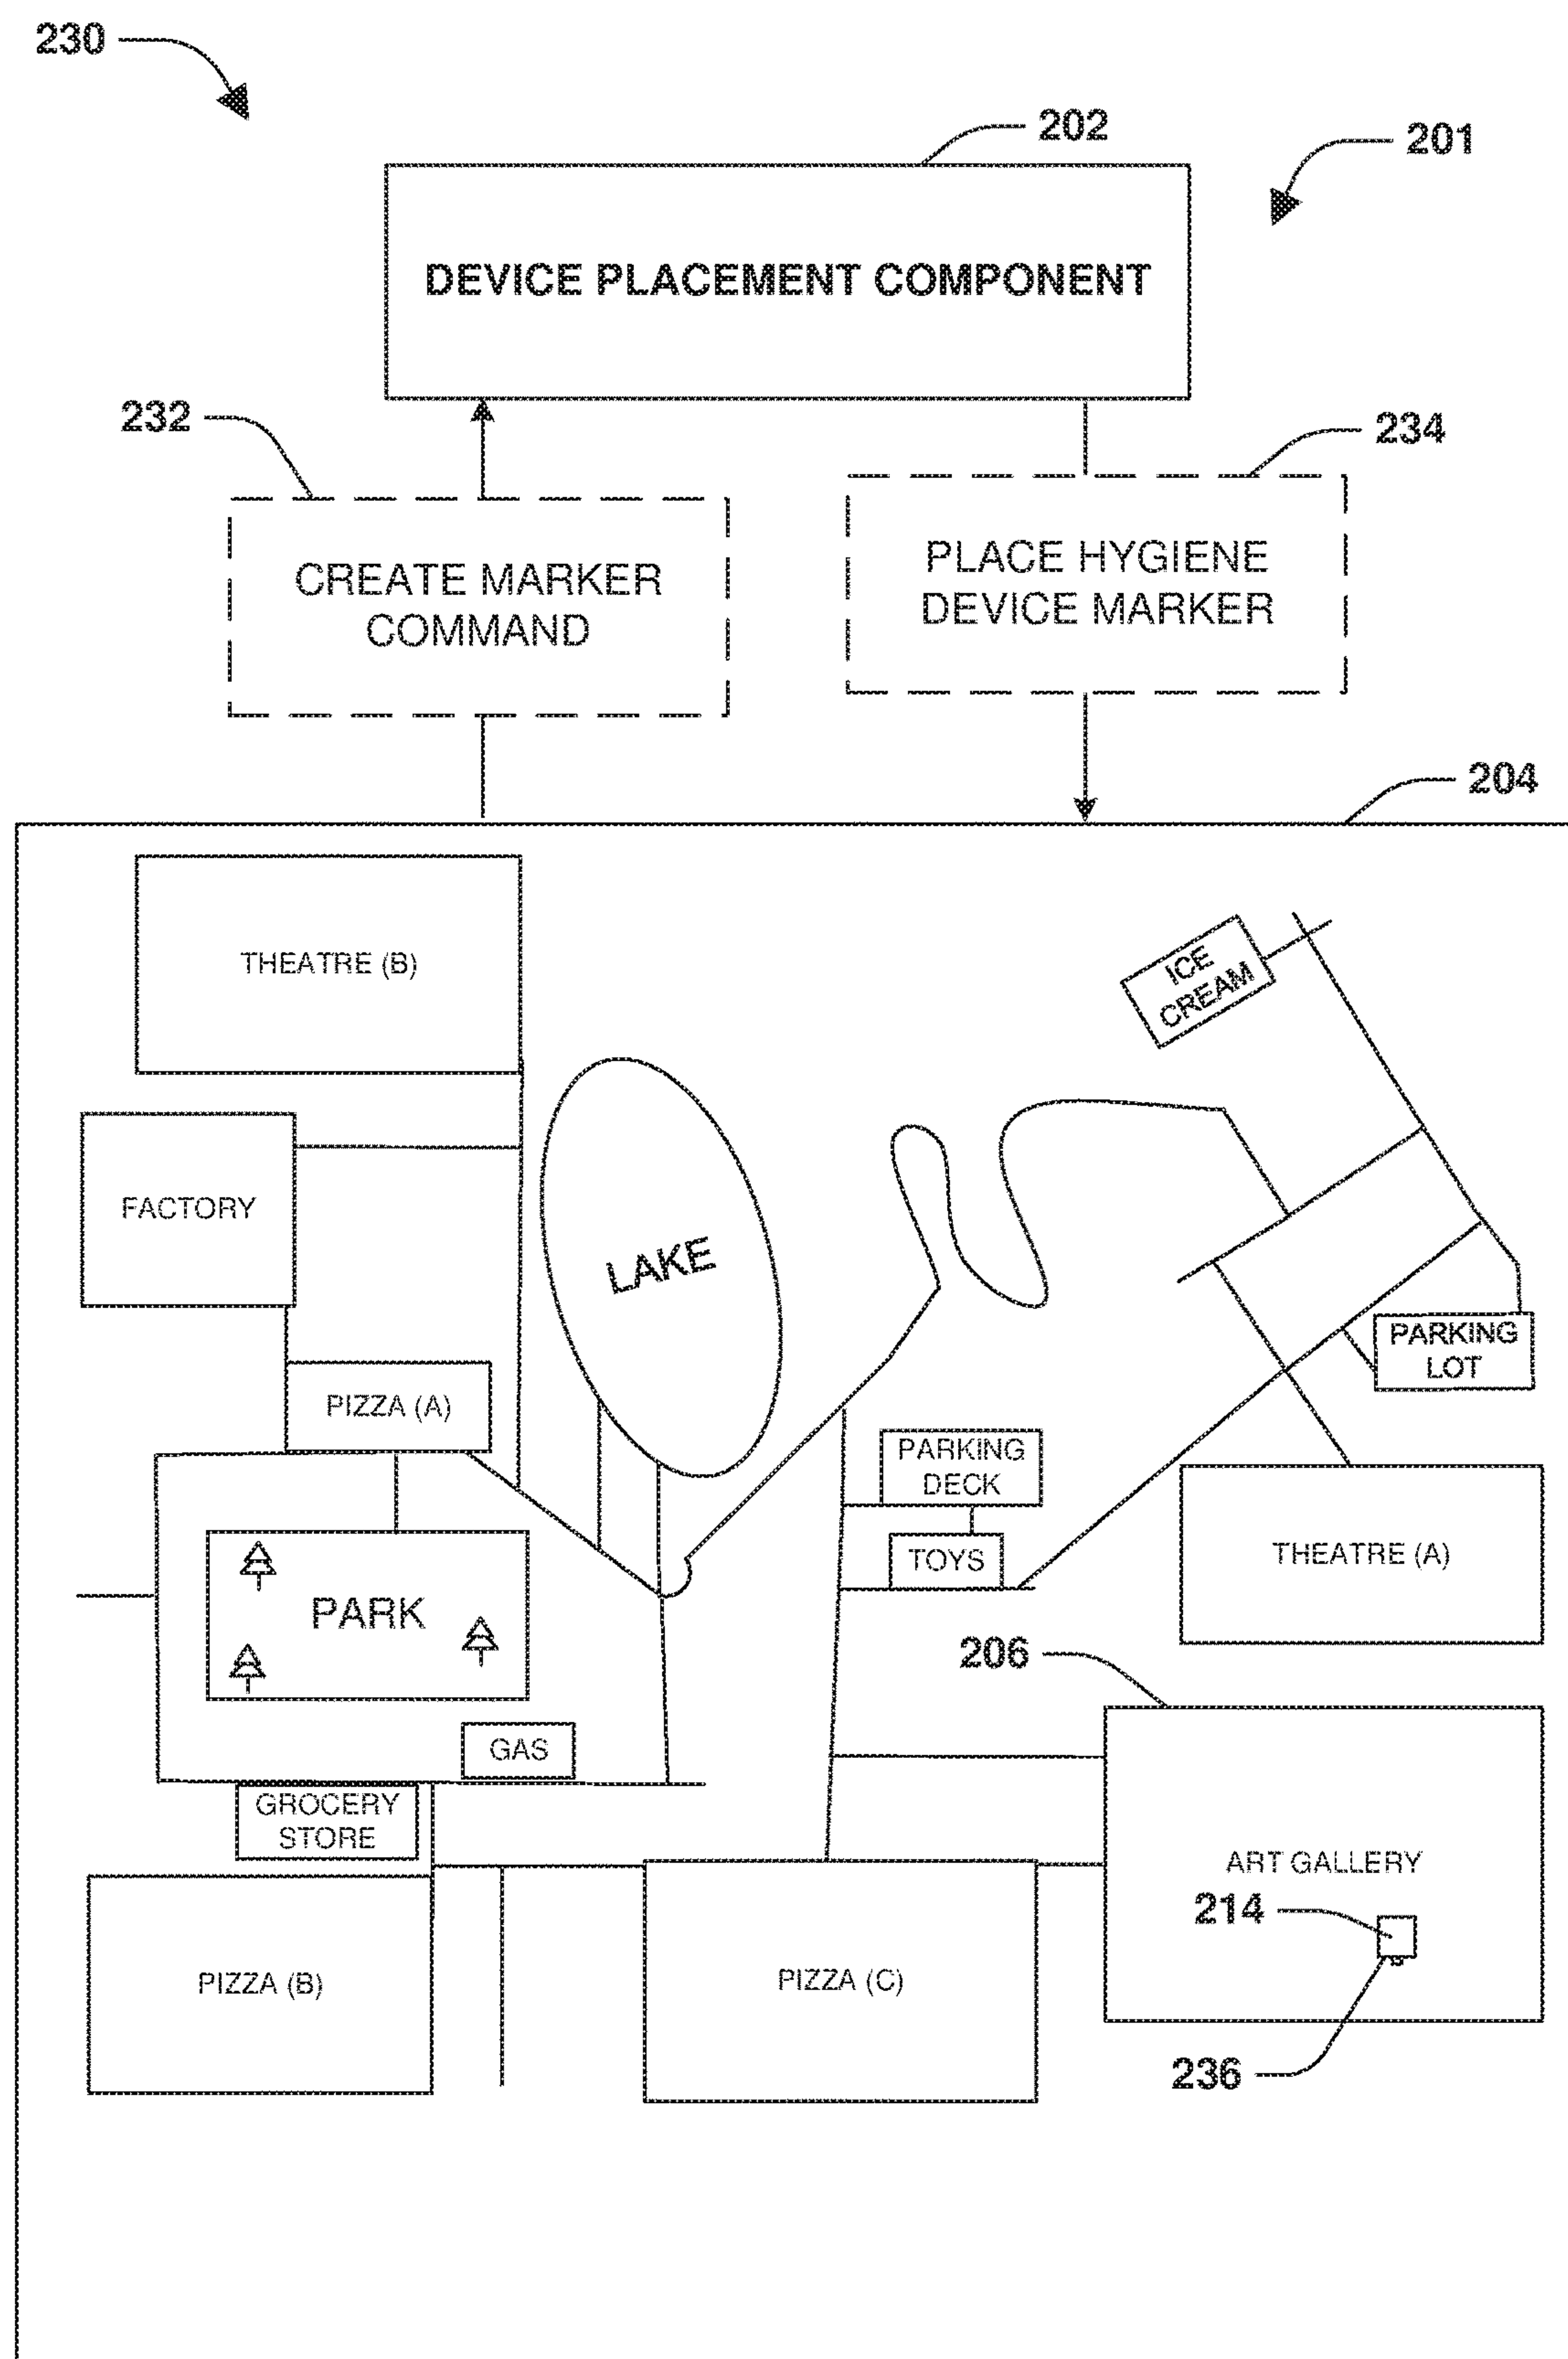 230
202
201
DEVICE PLACEMENT COMPONENT
232
234
CREATE MARKER
COMMAND
PLACE HYGIENE
DEVICE MARKER
204
THEATRE (B)
ICE
CREAM
FACTORY
LAKE
PARKING
LOT
PIZZA (A)
PARKING
DECK
TOYS
THEATRE (A)
PARK
206
GAS
GROCERY
STORE
ART GALLERY
214
PIZZA (B)
PIZZA (C)
236